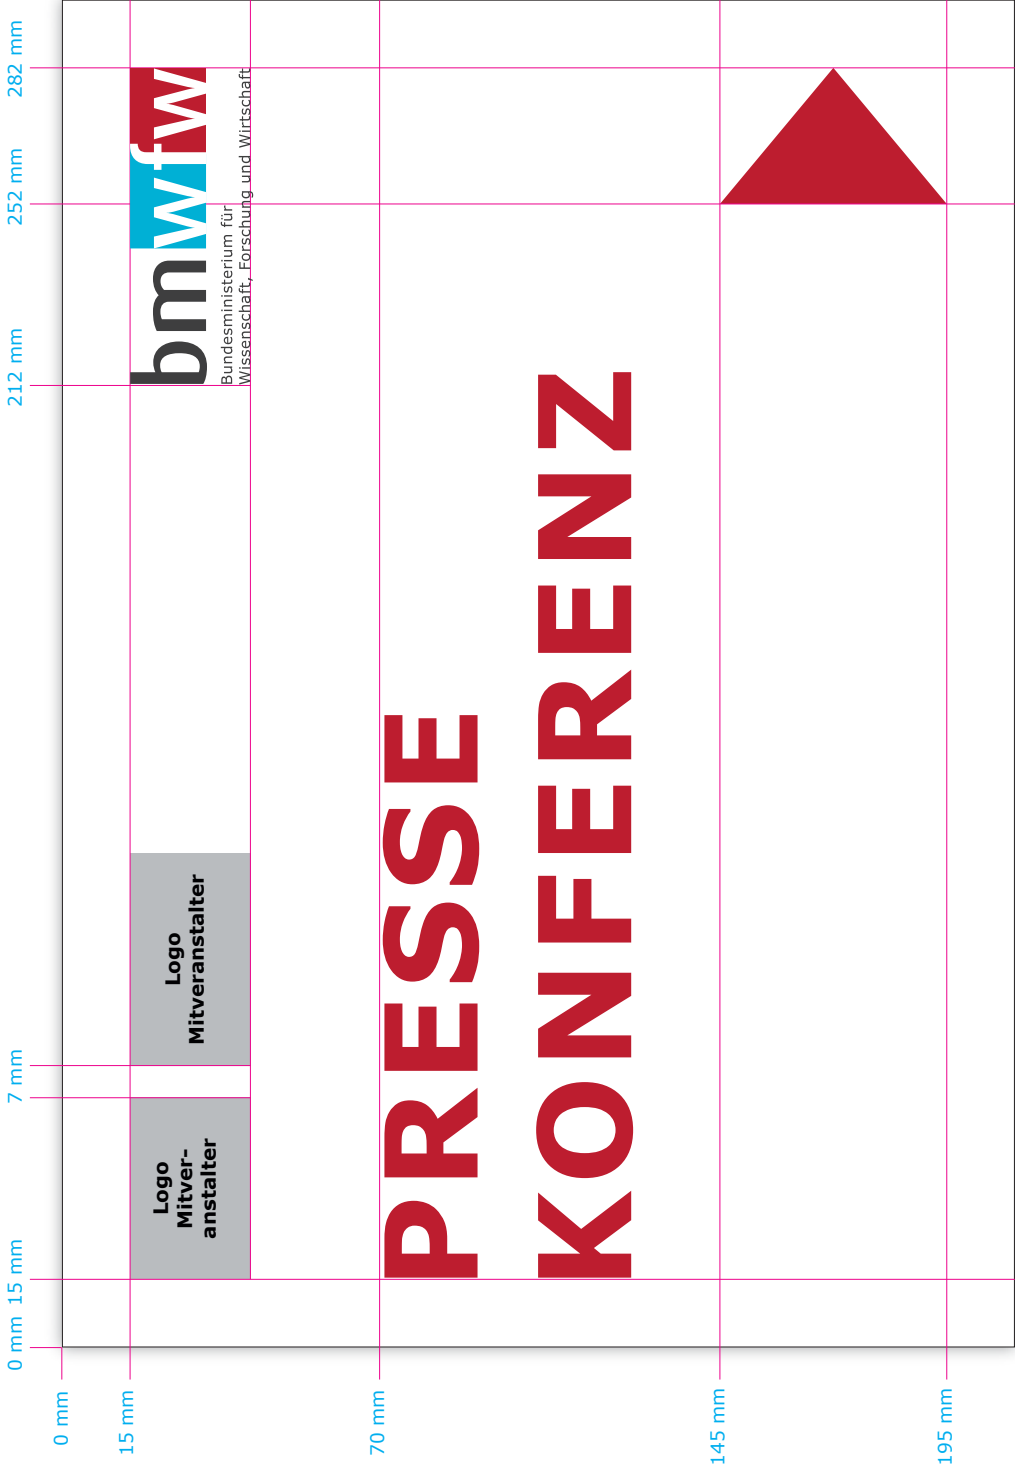 0 mm
15 mm
7 mm
212 mm
252 mm
282 mm
0 mm
15 mm
70 mm
145 mm
195 mm
Logo
Mitver-
anstalter
Logo
Mitveranstalter
bmwfw
Bundesministerium für
Wissenschaft, Forschung und Wirtschaft
PRESSE
KONFERENZ